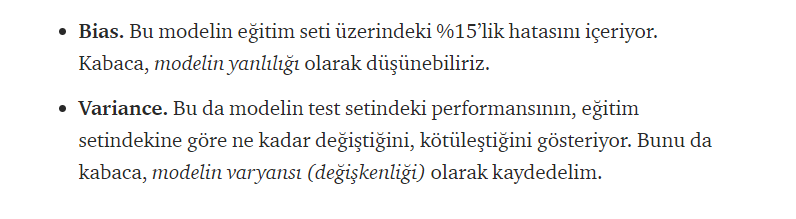 • Bias. Bu modelin eğitim seti üzerindeki %15’lik hatasını içeriyor.
Kabaca, modelin yanlılığı olarak düşünebiliriz.
• Variance. Bu da modelin test setindeki performansının, eğitim
setindekine göre ne kadar değiştiğini, kötüleştiğini gösteriyor. Bunu da
kabaca, modelin varyansı (değişkenliği) olarak kaydedelim.